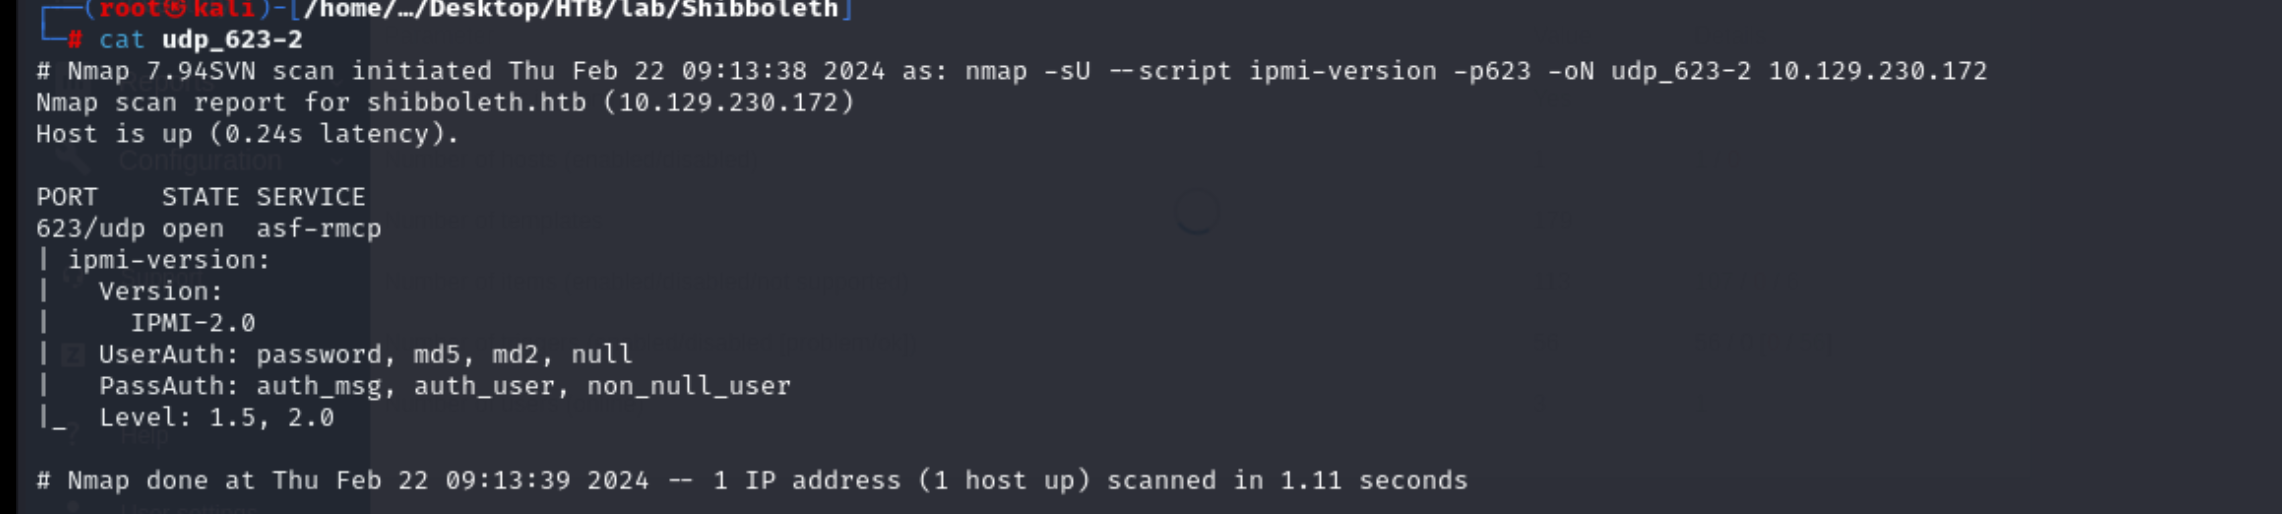 ┌──(root㉿kali)-[/home/…/Desktop/HTB/lab/Shibboleth]
└─# cat udp_623-2
# Nmap 7.94SVN scan initiated Thu Feb 22 09:13:38 2024 as: nmap -sU --script ipmi-version -p623 -oN udp_623-2 10.129.230.172
Nmap scan report for shibboleth.htb (10.129.230.172)
Host is up (0.24s latency).
Configuration
PORT    STATE SERVICE
623/udp open  asf-rmcp
| ipmi-version:
|   Version:
|     IPMI-2.0
|   UserAuth: password, md5, md2, null
|   PassAuth: auth_msg, auth_user, non_null_user
|_  Level: 1.5, 2.0
Help
# Nmap done at Thu Feb 22 09:13:39 2024 -- 1 IP address (1 host up) scanned in 1.11 seconds